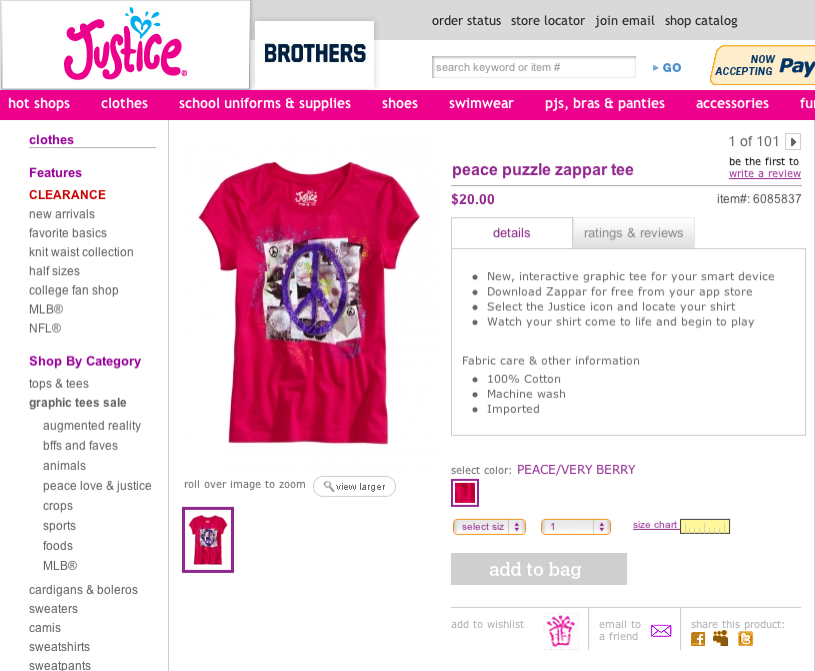 Justice
BROTHERS
order status store locator join email shop catalog
search keyword or item #
GO
NOW
ACCEPTING Pay
hot shops clothes school uniforms & supplies shoes swimwear pjs, bras & panties accessories fu
clothes
Features
CLEARANCE
new arrivals
favorite basics
knit waist collection
half sizes
college fan shop
MLB®
NFL®
Shop By Category
tops & tees
graphic tees sale
augmented reality
bffs and faves
animals
peace love & justice
crops
sports
foods
MLB®
cardigans & boleros
sweaters
camis
sweatshirts
sweatpants
Justice
roll over image to zoom
view larger
1 of 101
be the first to
write a review
peace puzzle zappar tee
$20.00
item#: 6085837
details
ratings & reviews
New, interactive graphic tee for your smart device
Download Zappar for free from your app store
Select the Justice icon and locate your shirt
Watch your shirt come to life and begin to play
Fabric care & other information
100% Cotton
Machine wash
Imported
select color: PEACE/VERY BERRY
select siz
1
size chart
add to bag
add to wishlist
email to
a friend
share this product: